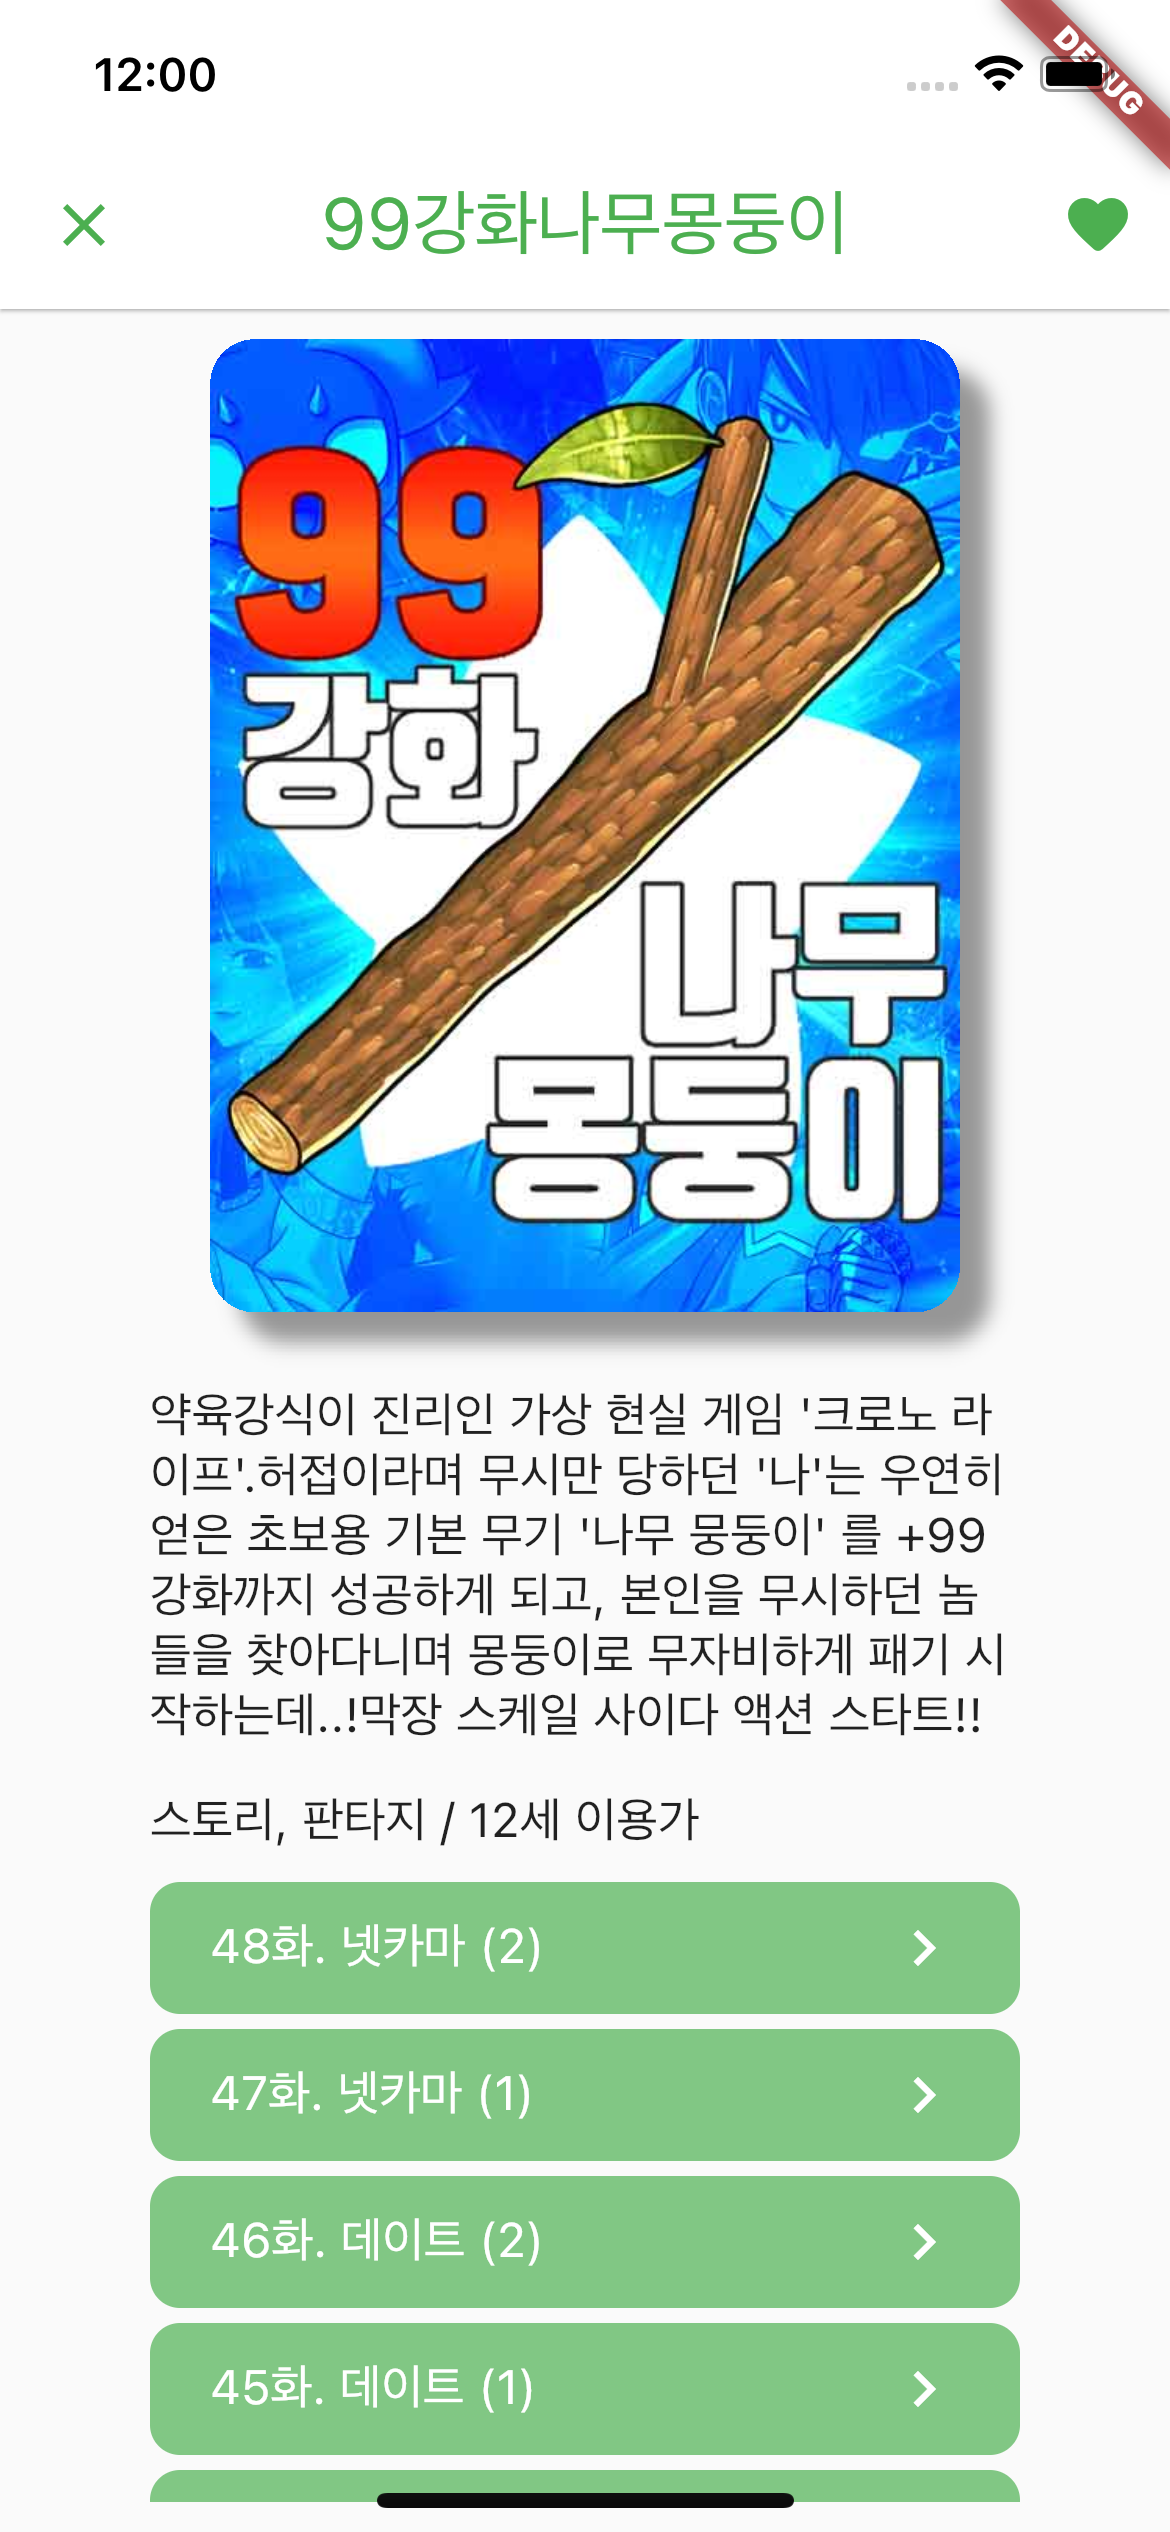 12:00
DEBUG
99강화나무몽둥이
99
강화
나무
몽둥이
약육강식이 진리인 가상 현실 게임 '크로노 라
이프'.허접이라며 무시만 당하던 '나'는 우연히
얻은 초보용 기본 무기 '나무 뭉둥이' 를 +99
강화까지 성공하게 되고, 본인을 무시하던 놈
들을 찾아다니며 몽둥이로 무자비하게 패기 시
작하는데..!막장 스케일 사이다 액션 스타트!!
스토리, 판타지 / 12세 이용가
48화. 넷카마 (2)
47화. 넷카마 (1)
46화. 데이트 (2)
45화. 데이트 (1)